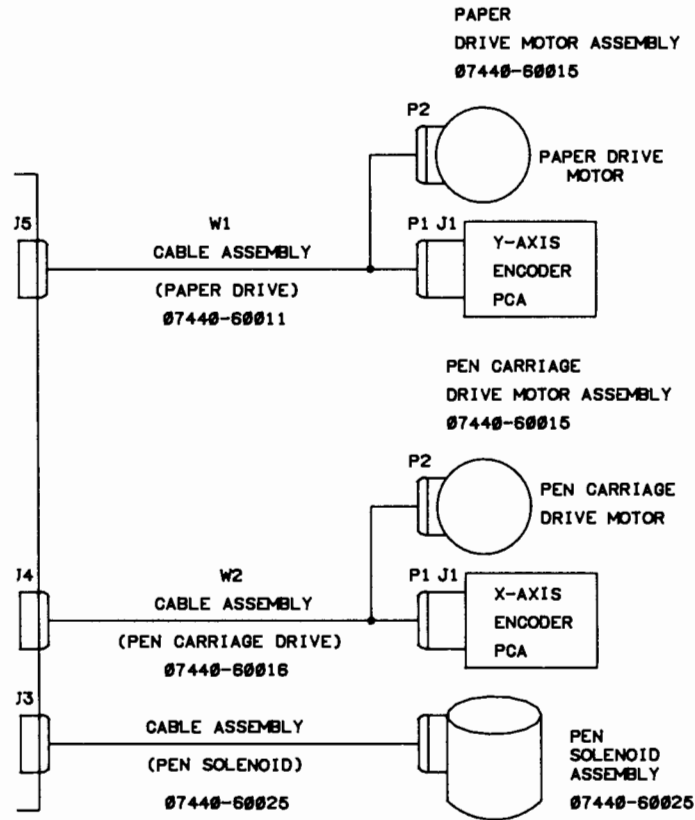 PAPER
DRIVE MOTOR ASSEMBLY
07440-60015
P2
PAPER DRIVE
MOTOR
J5
W1
CABLE ASSEMBLY
(PAPER DRIVE)
07440-60011
P1 J1
Y-AXIS
ENCODER
PCA
PEN CARRIAGE
DRIVE MOTOR ASSEMBLY
07440-60015
P2
PEN CARRIAGE
DRIVE MOTOR
J4
W2
CABLE ASSEMBLY
(PEN CARRIAGE DRIVE)
07440-60016
P1 J1
X-AXIS
ENCODER
PCA
J3
CABLE ASSEMBLY
(PEN SOLENOID)
07440-60025
PEN
SOLENOID
ASSEMBLY
07440-60025